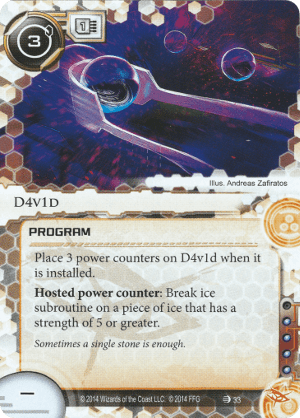 3
1
Illus. Andreas Zafiratos
D4V1D
PROGRAM
Place 3 power counters on D4v1d when it
is installed.
Hosted power counter: Break ice
subroutine on a piece of ice that has a
strength of 5 or greater.
Sometimes a single stone is enough.
–
© 2014 Wizards of the Coast LLC. © 2014 FFG
33